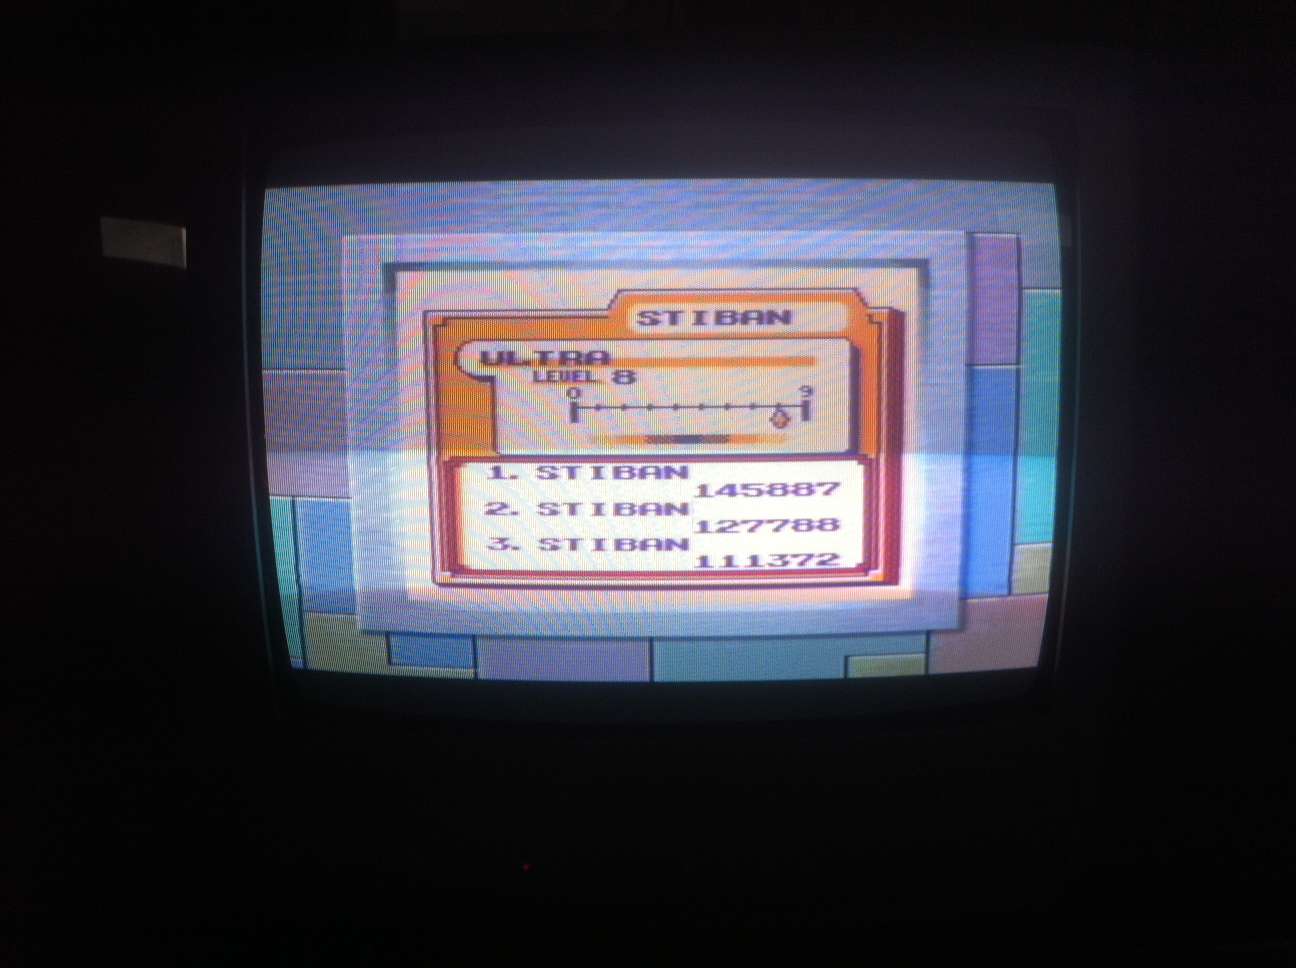 STIBAN
ULTRA
LEVEL 8
0 9
1. STIBAN
145887
2. STIBAN
127788
3. STIBAN
111372